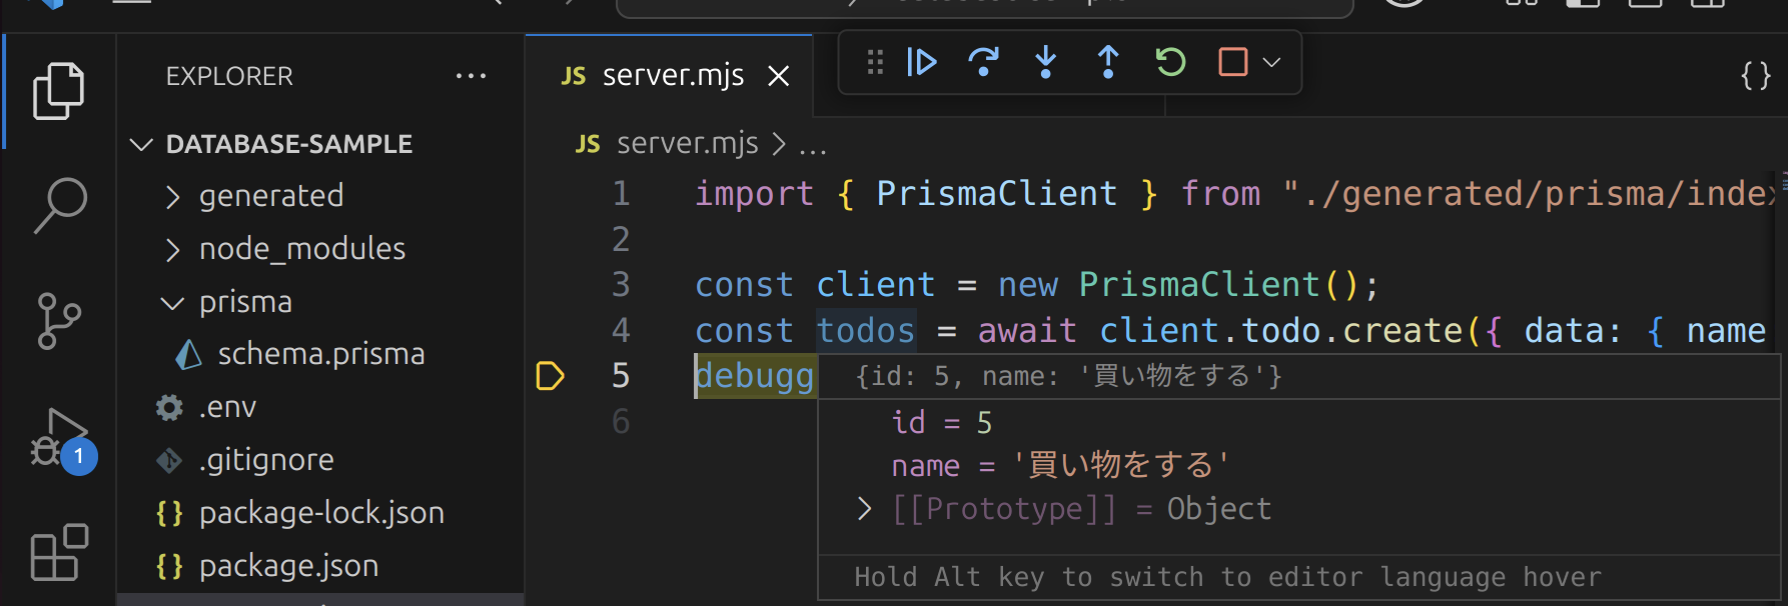 EXPLORER
DATABASE-SAMPLE
generated
node_modules
prisma
schema.prisma
.env
.gitignore
package-lock.json
package.json
1
JS server.mjs
JS server.mjs > ...
1 import { PrismaClient } from "./generated/prisma/index
2
3 const client = new PrismaClient();
4 const todos = await client.todo.create({ data: { name
5 debugg
6
{id: 5, name: '買い物をする'}
id = 5
name = '買い物をする'
[[Prototype]] = Object
Hold Alt key to switch to editor language hover